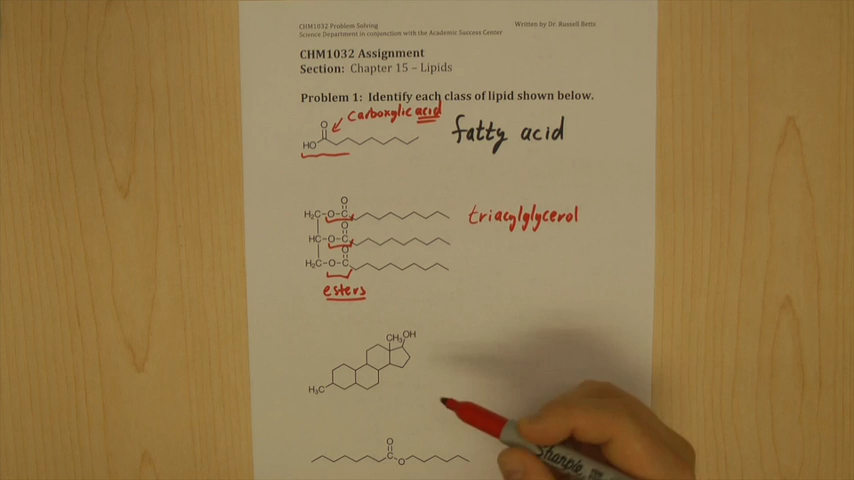 CHM1032 Problem Solving
Written by Dr. Russell Betts
Science Department in conjunction with the Academic Success Center
CHM1032 Assignment
Section: Chapter 15 – Lipids
Problem 1: Identify each class of lipid shown below.
carboxylic acid
O
HO
fatty acid
O
H₂C-O-C
triacylglycerol
O
HC-O-C
O
H₂C-O-C
esters
CH₃ OH
H₃C
O
C
O
Sharpie